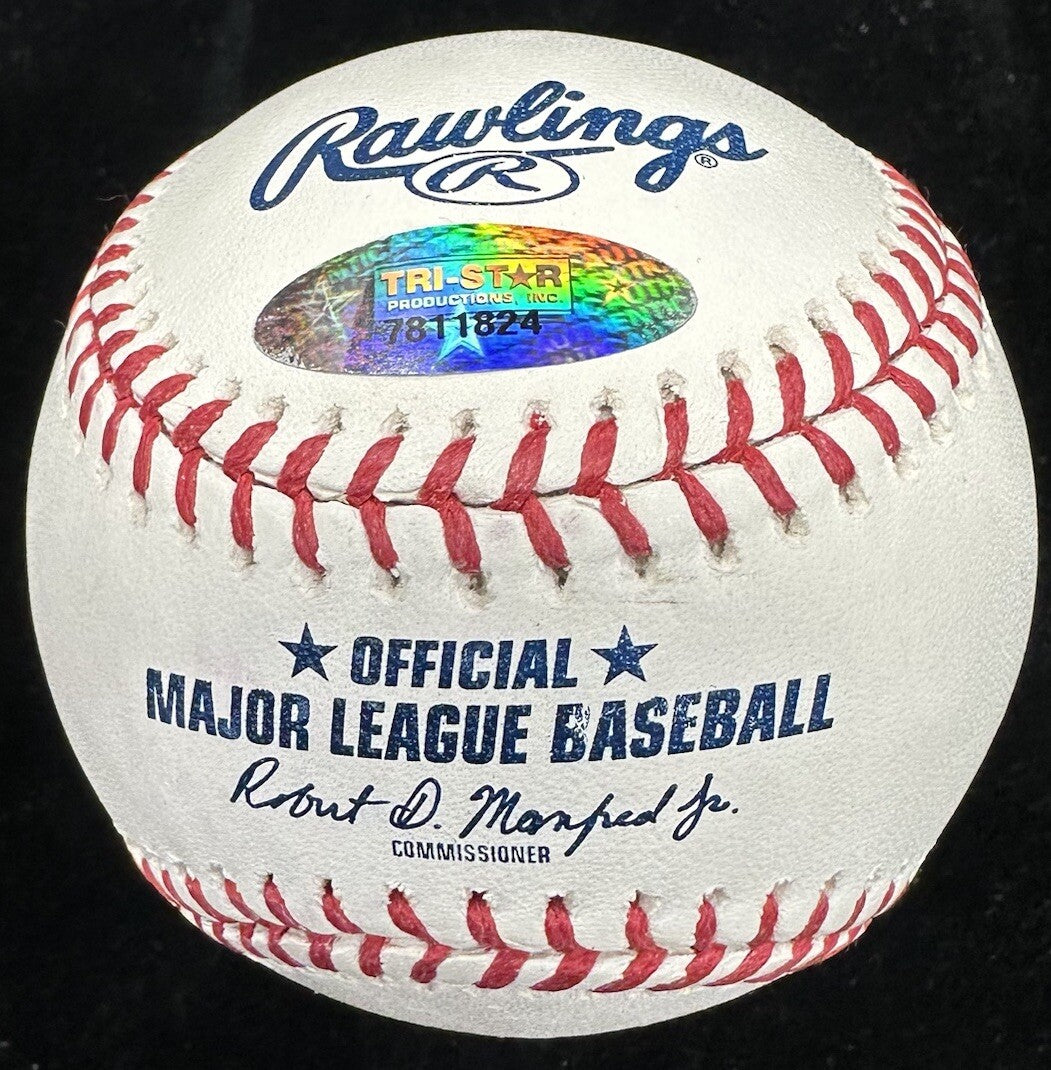 Rawlings®
R
TRI-STAR
PRODUCTIONS, INC
7811824
★ OFFICIAL ★
MAJOR LEAGUE BASEBALL
Robert D. Manfred Jr.
COMMISSIONER